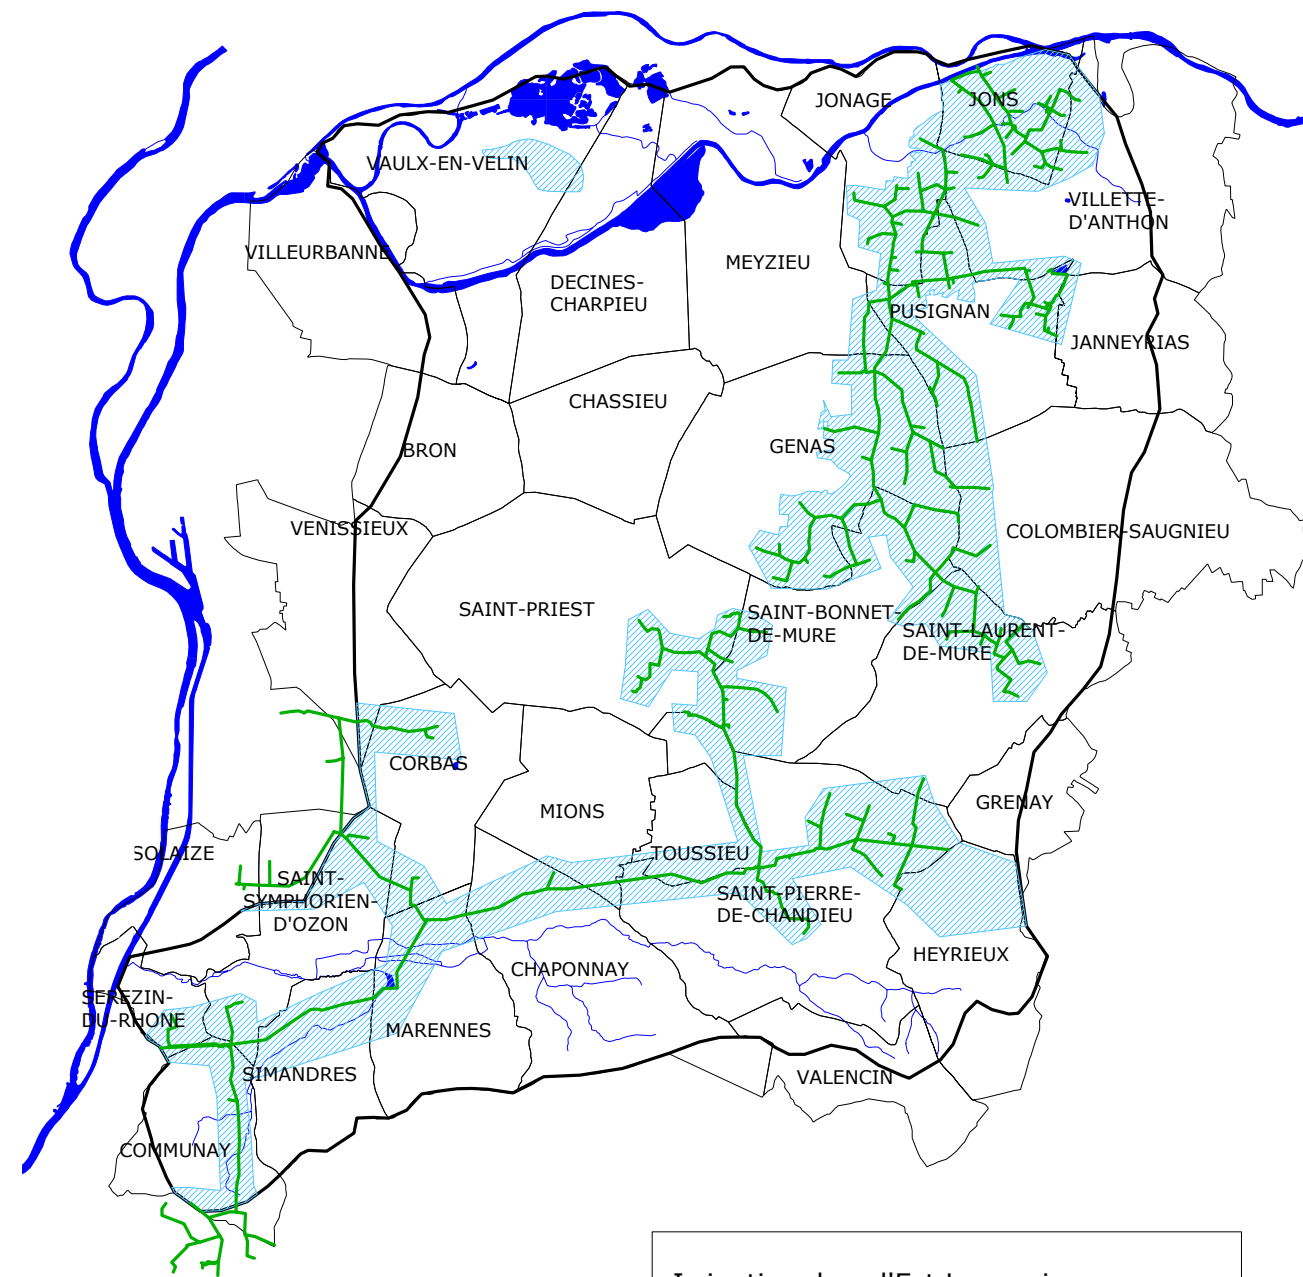 JONAGE
JONS
VAULX-EN-VELIN
VILLETTE-
D'ANTHON
VILLEURBANNE
MEYZIEU
DECINES-
CHARPIEU
PUSIGNAN
JANNEYRIAS
CHASSIEU
BRON
GENAS
VENISSIEUX
COLOMBIER-SAUGNIEU
SAINT-PRIEST
SAINT-BONNET-
DE-MURE
SAINT-LAURENT-
DE-MURE
CORBAS
GRENAY
MIONS
SOLAIZE
TOUSSIEU
SAINT-
SYMPHORIEN-
D'OZON
SAINT-PIERRE-
DE-CHANDIEU
HEYRIEUX
CHAPONNAY
SEREZIN-
DU-RHONE
MARENNES
SIMANDRES
VALENCIN
COMMUNAY